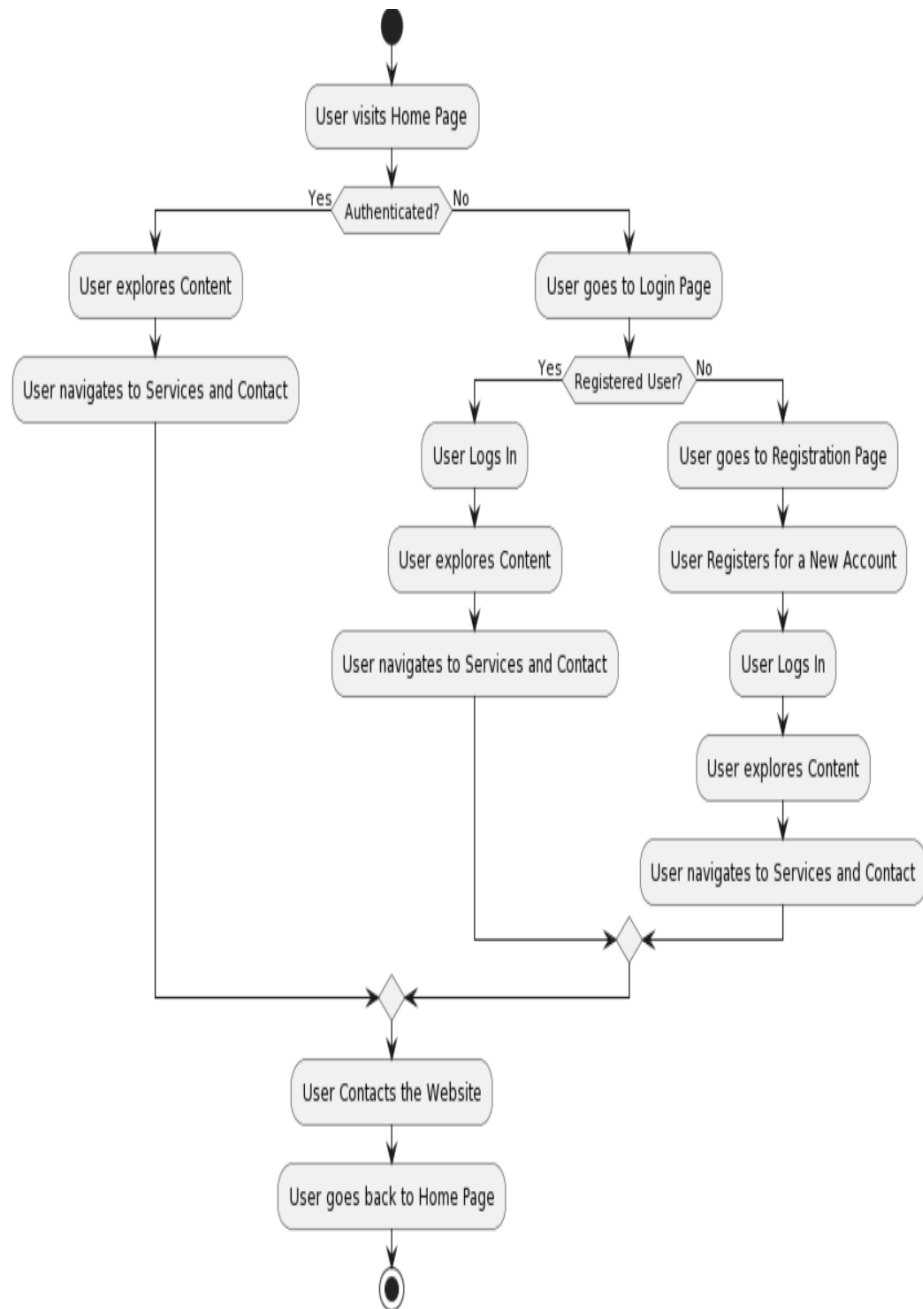 User visits Home Page
Yes
Authenticated?
No
User explores Content
User navigates to Services and Contact
User goes to Login Page
Yes
Registered User?
No
User Logs In
User explores Content
User navigates to Services and Contact
User goes to Registration Page
User Registers for a New Account
User Logs In
User explores Content
User navigates to Services and Contact
User Contacts the Website
User goes back to Home Page